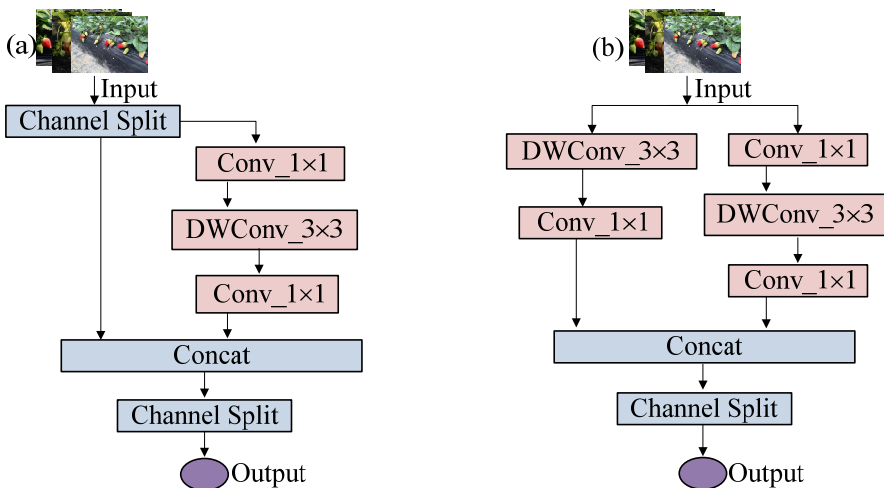 (a)
Input
Channel Split
Conv_1×1
DWConv_3×3
Conv_1×1
Concat
Channel Split
Output
(b)
Input
DWConv_3×3
Conv_1×1
Conv_1×1
DWConv_3×3
Conv_1×1
Concat
Channel Split
Output